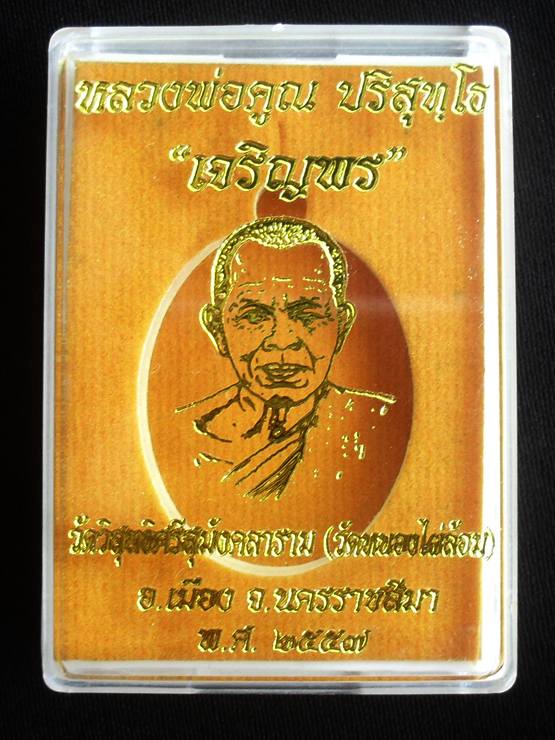 หลวงพ่อคูณ ปริสุทฺโธ
"เจริญพร"
วัดวิสุทธิศรีสุมังคลาราม (วัดหนองไผ่ล้อม)
อ.เมือง จ.นครราชสีมา
พ.ศ. ๒๕๕๗